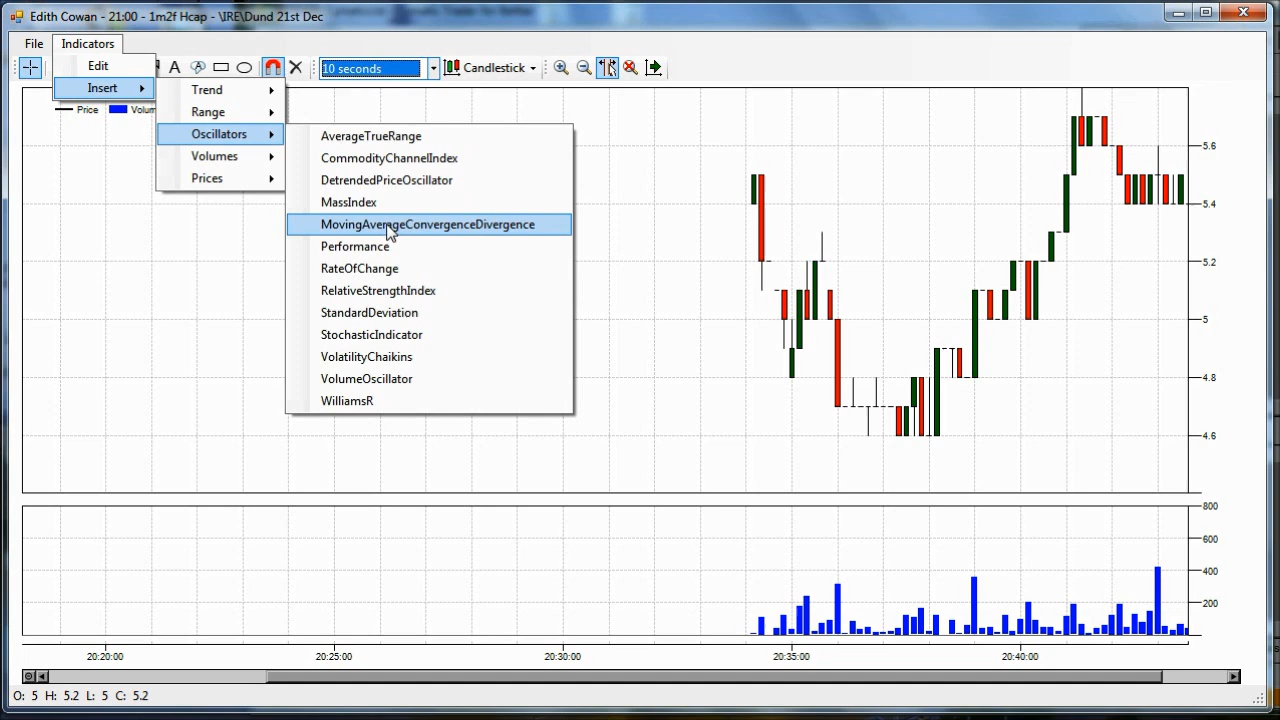 Edith Cowan - 21:00 - 1m2f Hcap - \IRE\Dund 21st Dec
File Indicators
A 10 seconds Candlestick
Edit
Insert
Price
Trend
Range
Oscillators
Volumes
Prices
AverageTrueRange
CommodityChannelIndex
DetrendedPriceOscillator
MassIndex
MovingAverageConvergenceDivergence
Performance
RateOfChange
RelativeStrengthIndex
StandardDeviation
StochasticIndicator
VolatilityChaikins
VolumeOscillator
WilliamsR
5.6
5.4
5.2
5
4.8
4.6
800
600
400
200
20:20:00 20:25:00 20:30:00 20:35:00 20:40:00
O: 5 H: 5.2 L: 5 C: 5.2